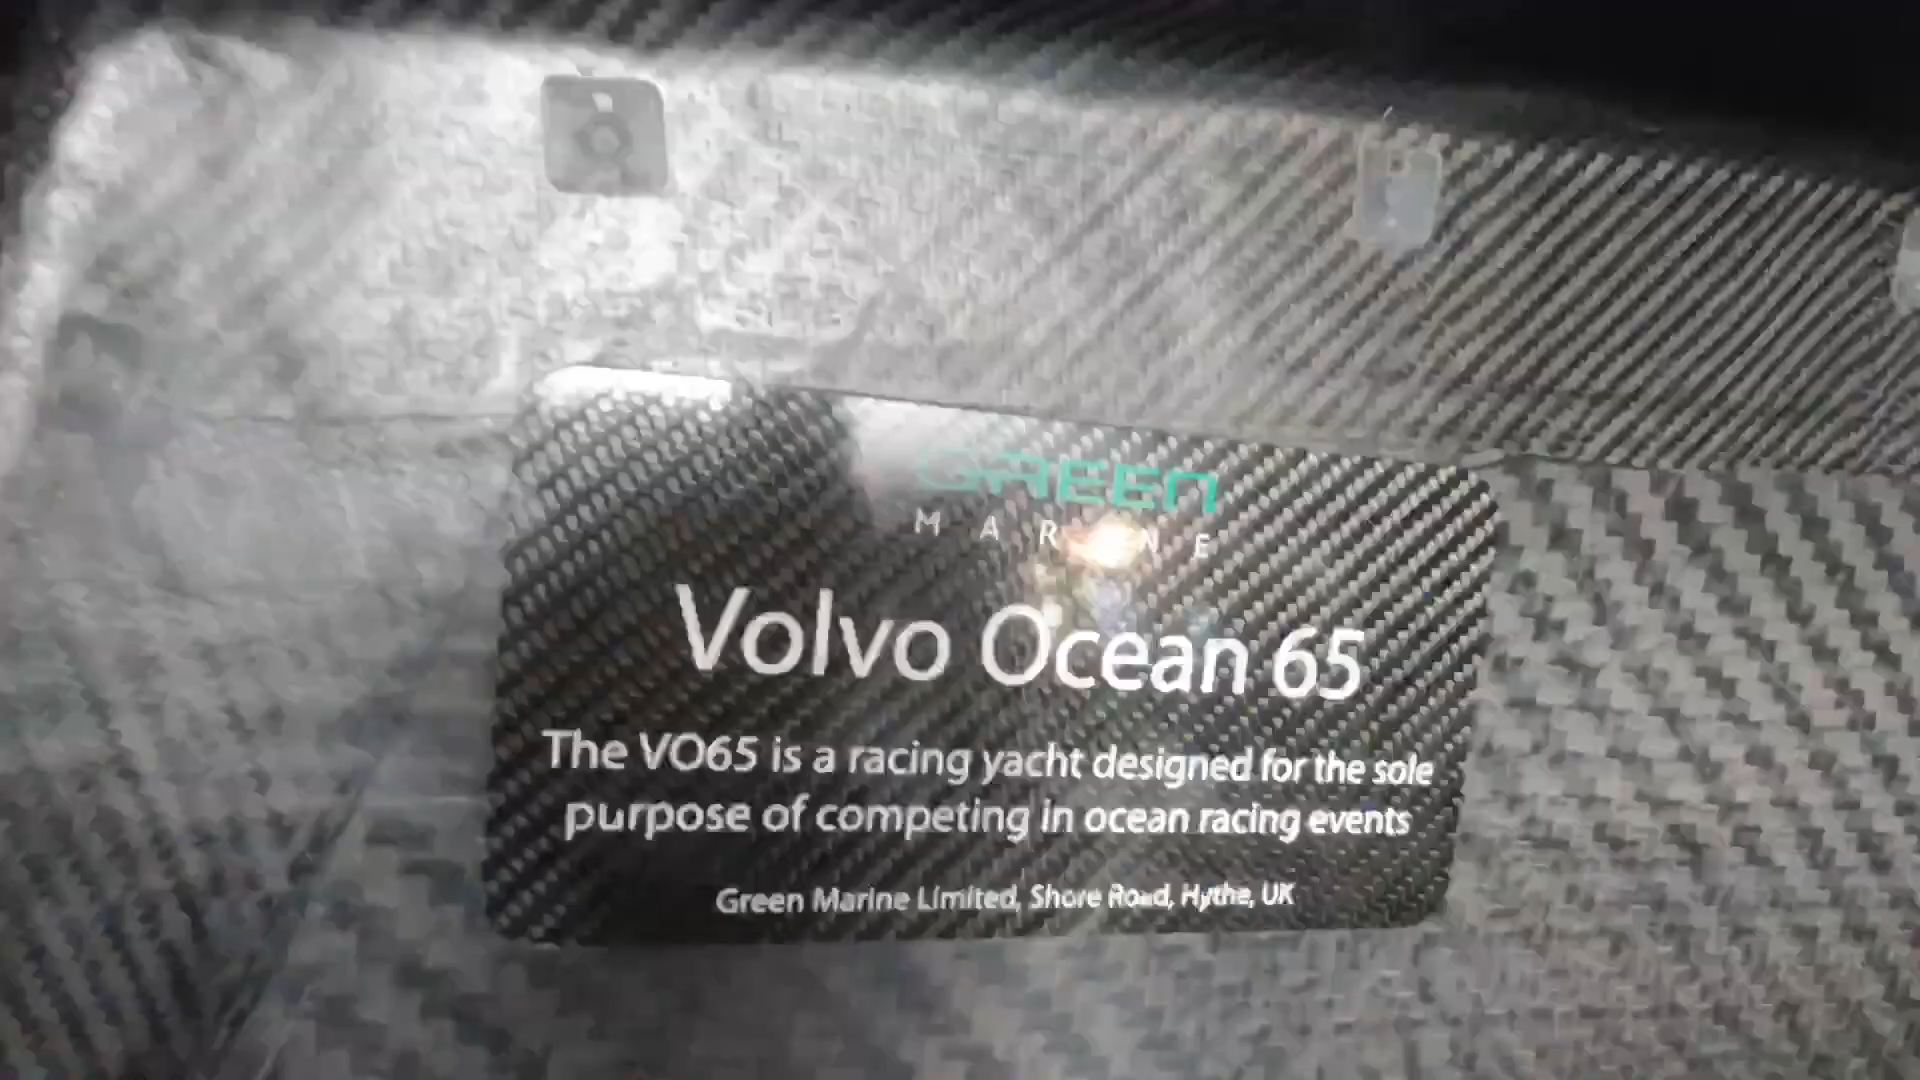 GREEN
MARINE
Volvo Ocean 65
The VO65 is a racing yacht designed for the sole
purpose of competing in ocean racing events
Green Marine Limited, Shore Road, Hythe, UK